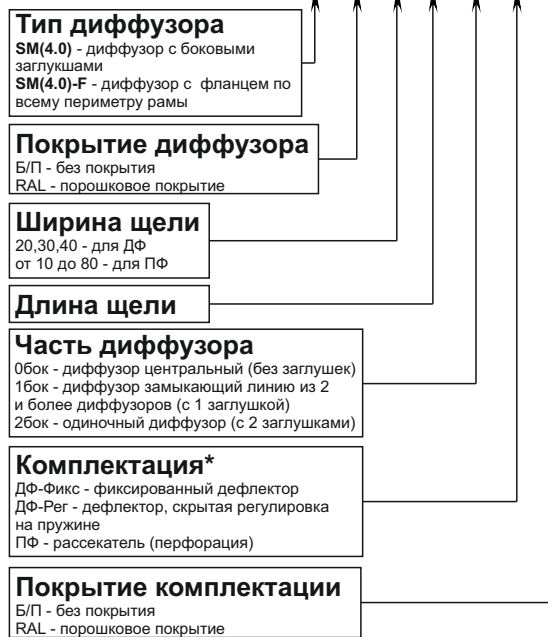 Тип диффузора
SM(4.0) - диффузор с боковыми
заглукшами
SM(4.0)-F - диффузор с фланцем по
всему периметру рамы
Покрытие диффузора
Б/П - без покрытия
RAL - порошковое покрытие
Ширина щели
20,30,40 - для ДФ
от 10 до 80 - для ПФ
Длина щели
Часть диффузора
0бок - диффузор центральный (без заглушек)
1бок - диффузор замыкающий линию из 2
и более диффузоров (с 1 заглушкой)
2бок - одиночный диффузор (с 2 заглушками)
Комплектация*
ДФ-Фикс - фиксированный дефлектор
ДФ-Рег - дефлектор, скрытая регулировка
на пружине
ПФ - рассекатель (перфорация)
Покрытие комплектации
Б/П - без покрытия
RAL - порошковое покрытие